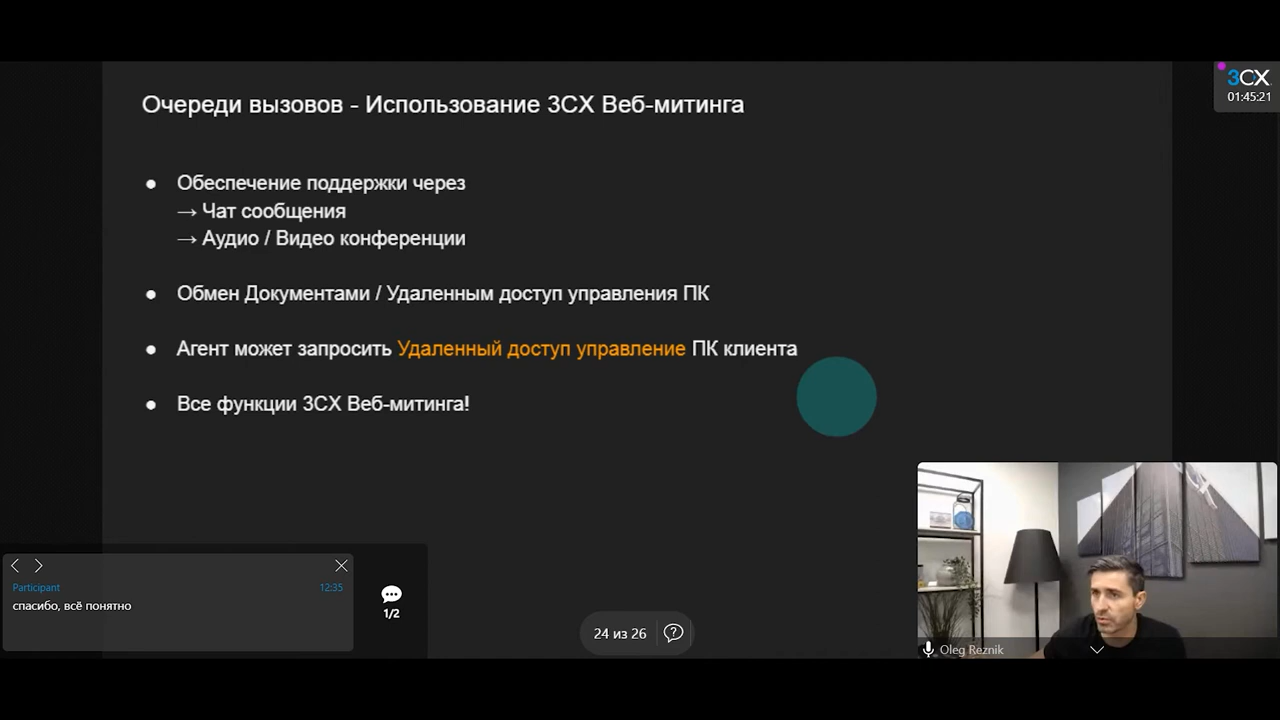 Очереди вызовов - Использование 3CX Веб-митинга
3CX
01:45:21
● Обеспечение поддержки через
→ Чат сообщения
→ Аудио / Видео конференции
● Обмен Документами / Удаленным доступ управления ПК
● Агент может запросить Удаленный доступ управление ПК клиента
● Все функции 3CX Веб-митинга!
Participant 12:35
спасибо, всё понятно
1/2
24 из 26
Oleg Reznik